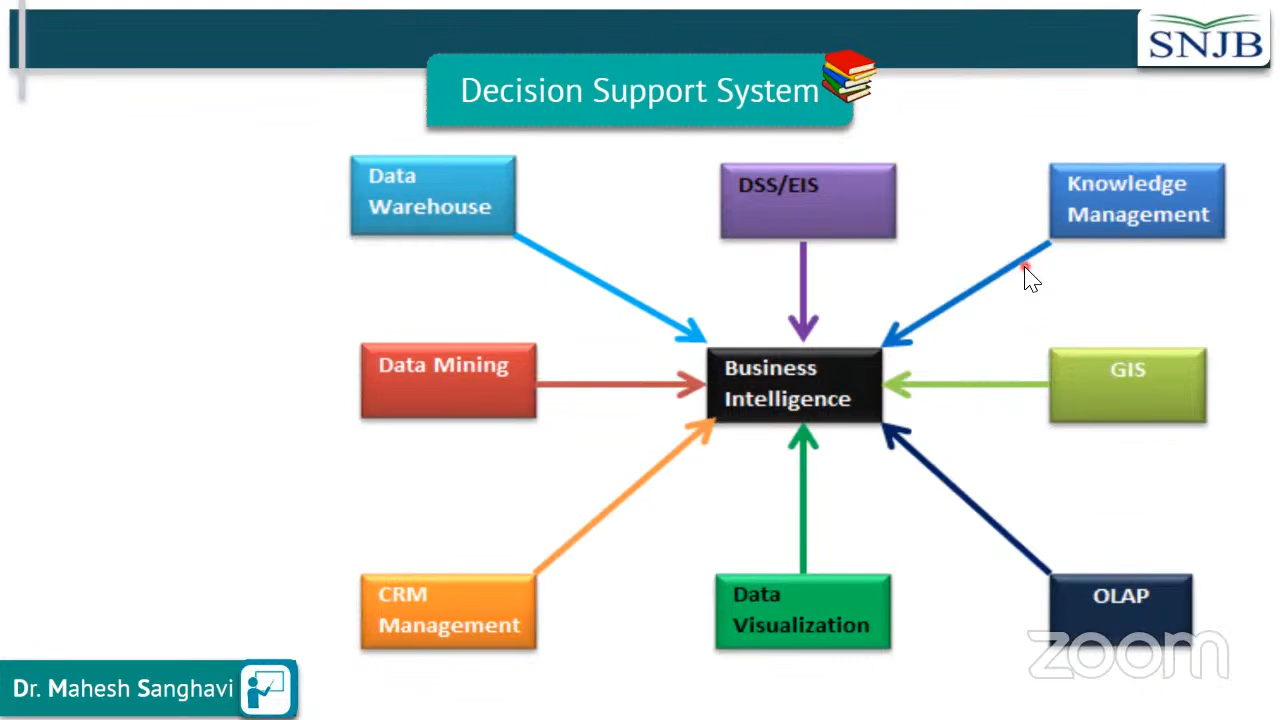 SNJB
Decision Support System
Data
Warehouse
DSS/EIS
Knowledge
Management
Data Mining
Business
Intelligence
GIS
CRM
Management
Data
Visualization
OLAP
zoom
Dr. Mahesh Sanghavi